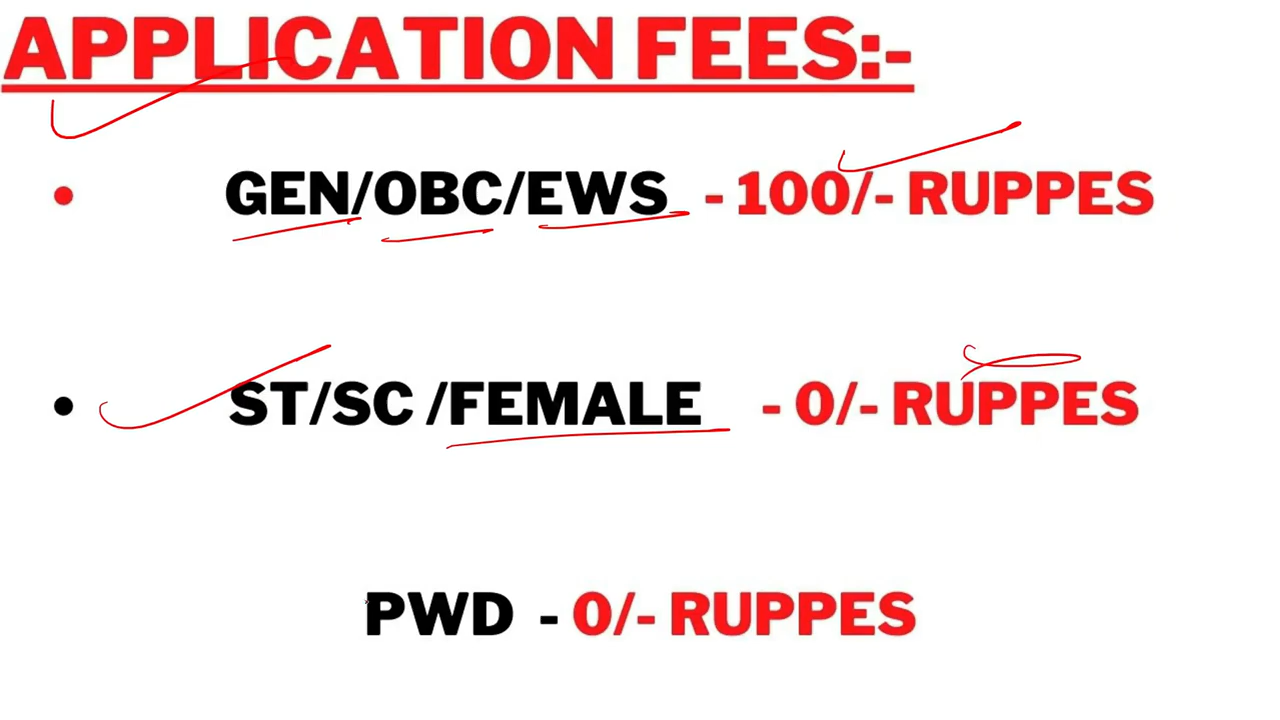 APPLICATION FEES:-
• GEN/OBC/EWS - 100/- RUPPES
• ST/SC /FEMALE - 0/- RUPPES
PWD - 0/- RUPPES